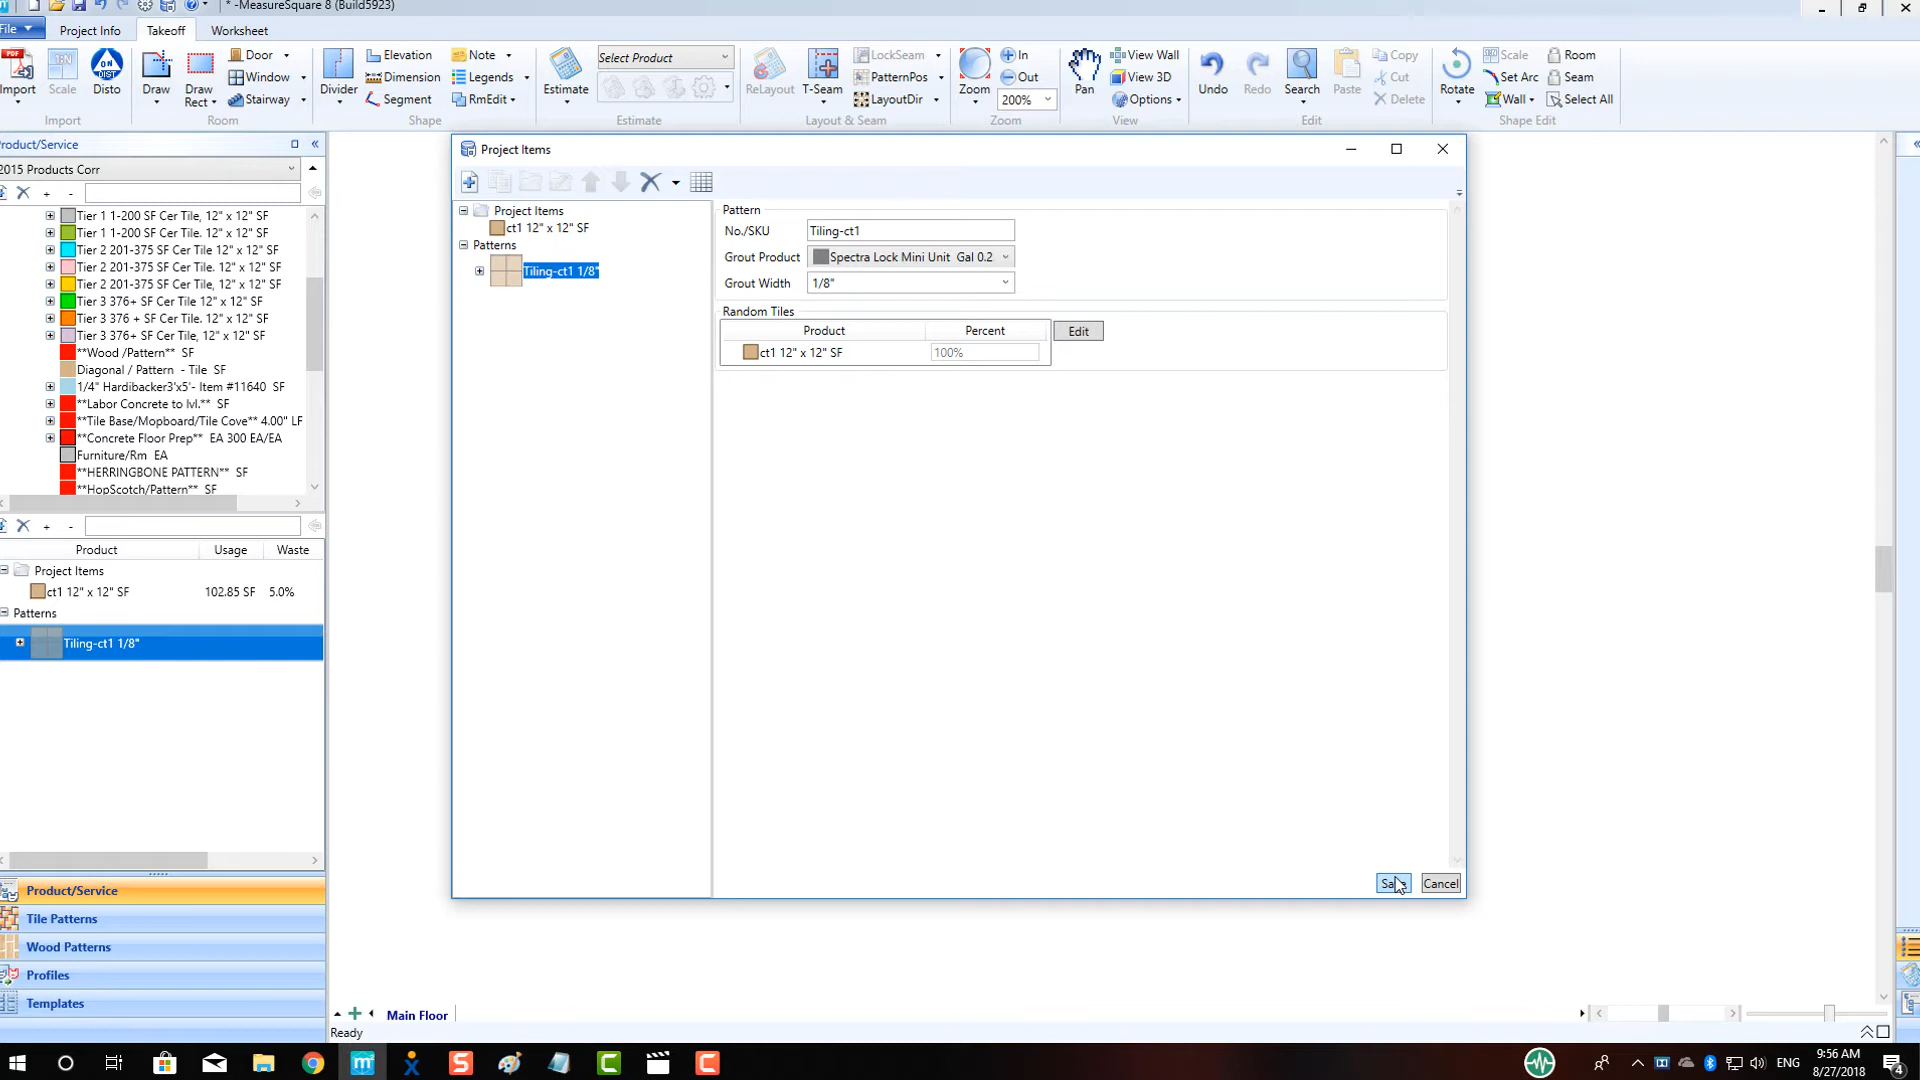 * -MeasureSquare 8 (Build5923)
File Project Info Takeoff Worksheet
Import Scale Disto Draw Draw Rect Door Window Stairway Divider Elevation Dimension Segment Note Legends RmEdit Estimate Select Product ReLayout T-Seam LockSeam PatternPos LayoutDir Zoom In Out 200% Pan View Wall View 3D Options Undo Redo Search Paste Copy Cut Delete Rotate Scale Set Arc Wall Room Seam Select All
Import Room Shape Estimate Layout & Seam Zoom View Edit Shape Edit
Product/Service
2015 Products Corr
Tier 1 1-200 SF Cer Tile, 12" x 12" SF
Tier 1 1-200 SF Cer Tile. 12" x 12" SF
Tier 2 201-375 SF Cer Tile 12" x 12" SF
Tier 2 201-375 SF Cer Tile. 12" x 12" SF
Tier 2 201-375 SF Cer Tile. 12" x 12" SF
Tier 3 376+ SF Cer Tile 12" x 12" SF
Tier 3 376 + SF Cer Tile. 12" x 12" SF
Tier 3 376+ SF Cer Tile, 12" x 12" SF
**Wood /Pattern** SF
Diagonal / Pattern - Tile SF
1/4" Hardibacker3'x5'- Item #11640 SF
**Labor Concrete to lvl.** SF
**Tile Base/Mopboard/Tile Cove** 4.00" LF
**Concrete Floor Prep** EA 300 EA/EA
Furniture/Rm EA
**HERRINGBONE PATTERN** SF
**HopScotch/Pattern** SF
Product Usage Waste
Project Items
ct1 12" x 12" SF 102.85 SF 5.0%
Patterns
Tiling-ct1 1/8"
Product/Service
Tile Patterns
Wood Patterns
Profiles
Templates
Project Items
Project Items
ct1 12" x 12" SF
Patterns
Tiling-ct1 1/8"
Pattern
No./SKU Tiling-ct1
Grout Product Spectra Lock Mini Unit Gal 0.2
Grout Width 1/8"
Random Tiles
Product Percent Edit
ct1 12" x 12" SF 100%
Cancel
Main Floor
Ready
ENG
9:56 AM
8/27/2018
4